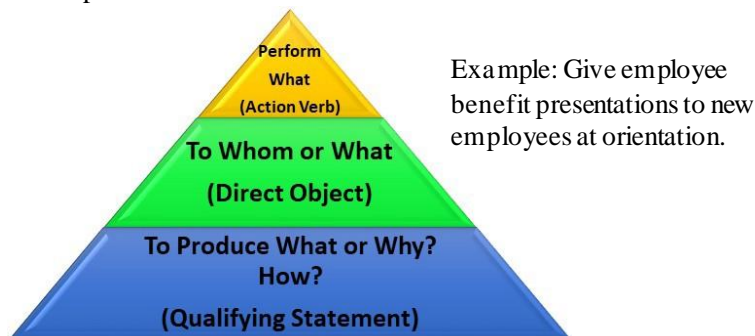 Perform
What
(Action Verb)
To Whom or What
(Direct Object)
To Produce What or Why?
How?
(Qualifying Statement)
Example: Give employee
benefit presentations to new
employees at orientation.